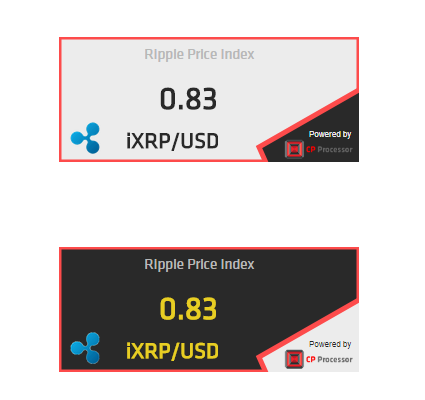 Ripple Price Index
0.83
iXRP/USD
Powered by
CP Processor
Ripple Price Index
0.83
iXRP/USD
Powered by
CP Processor